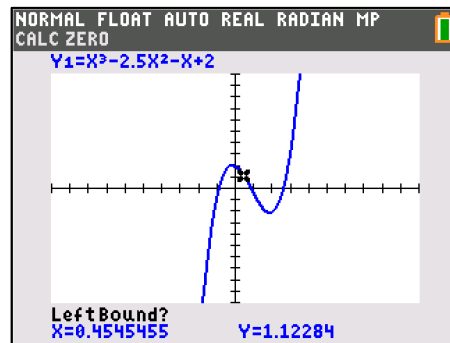 NORMAL FLOAT AUTO REAL RADIAN MP
CALC ZERO
Y1=X³-2.5X²-X+2
LeftBound?
X=0.4545455 Y=1.12284